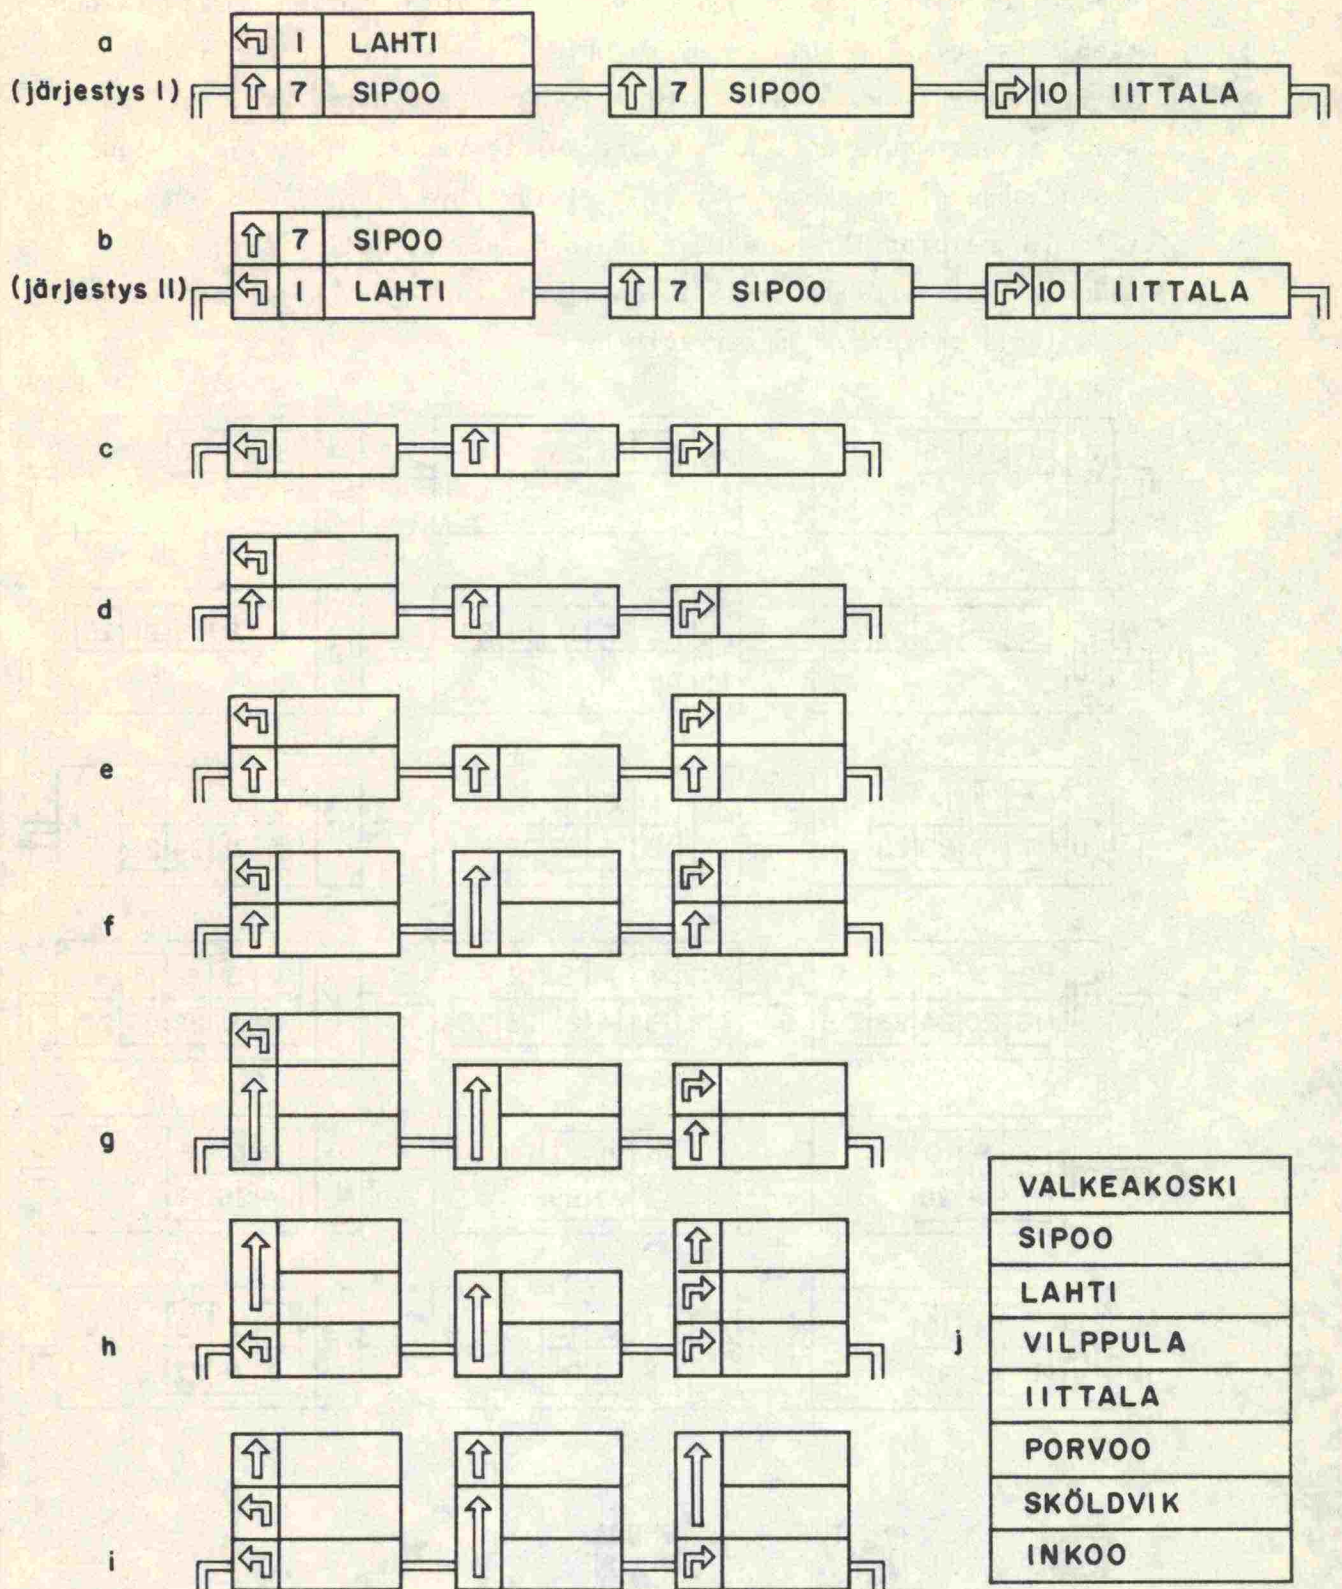 a 1 LAHTI
(järjestys I) 7 SIPOO 7 SIPOO 10 IITTALA
b 7 SIPOO
(järjestys II) 1 LAHTI 7 SIPOO 10 IITTALA
c
d
e
f
g
h
i
j
VALKEAKOSKI
SIPOO
LAHTI
VILPPULA
IITTALA
PORVOO
SKÖLDVIK
INKOO